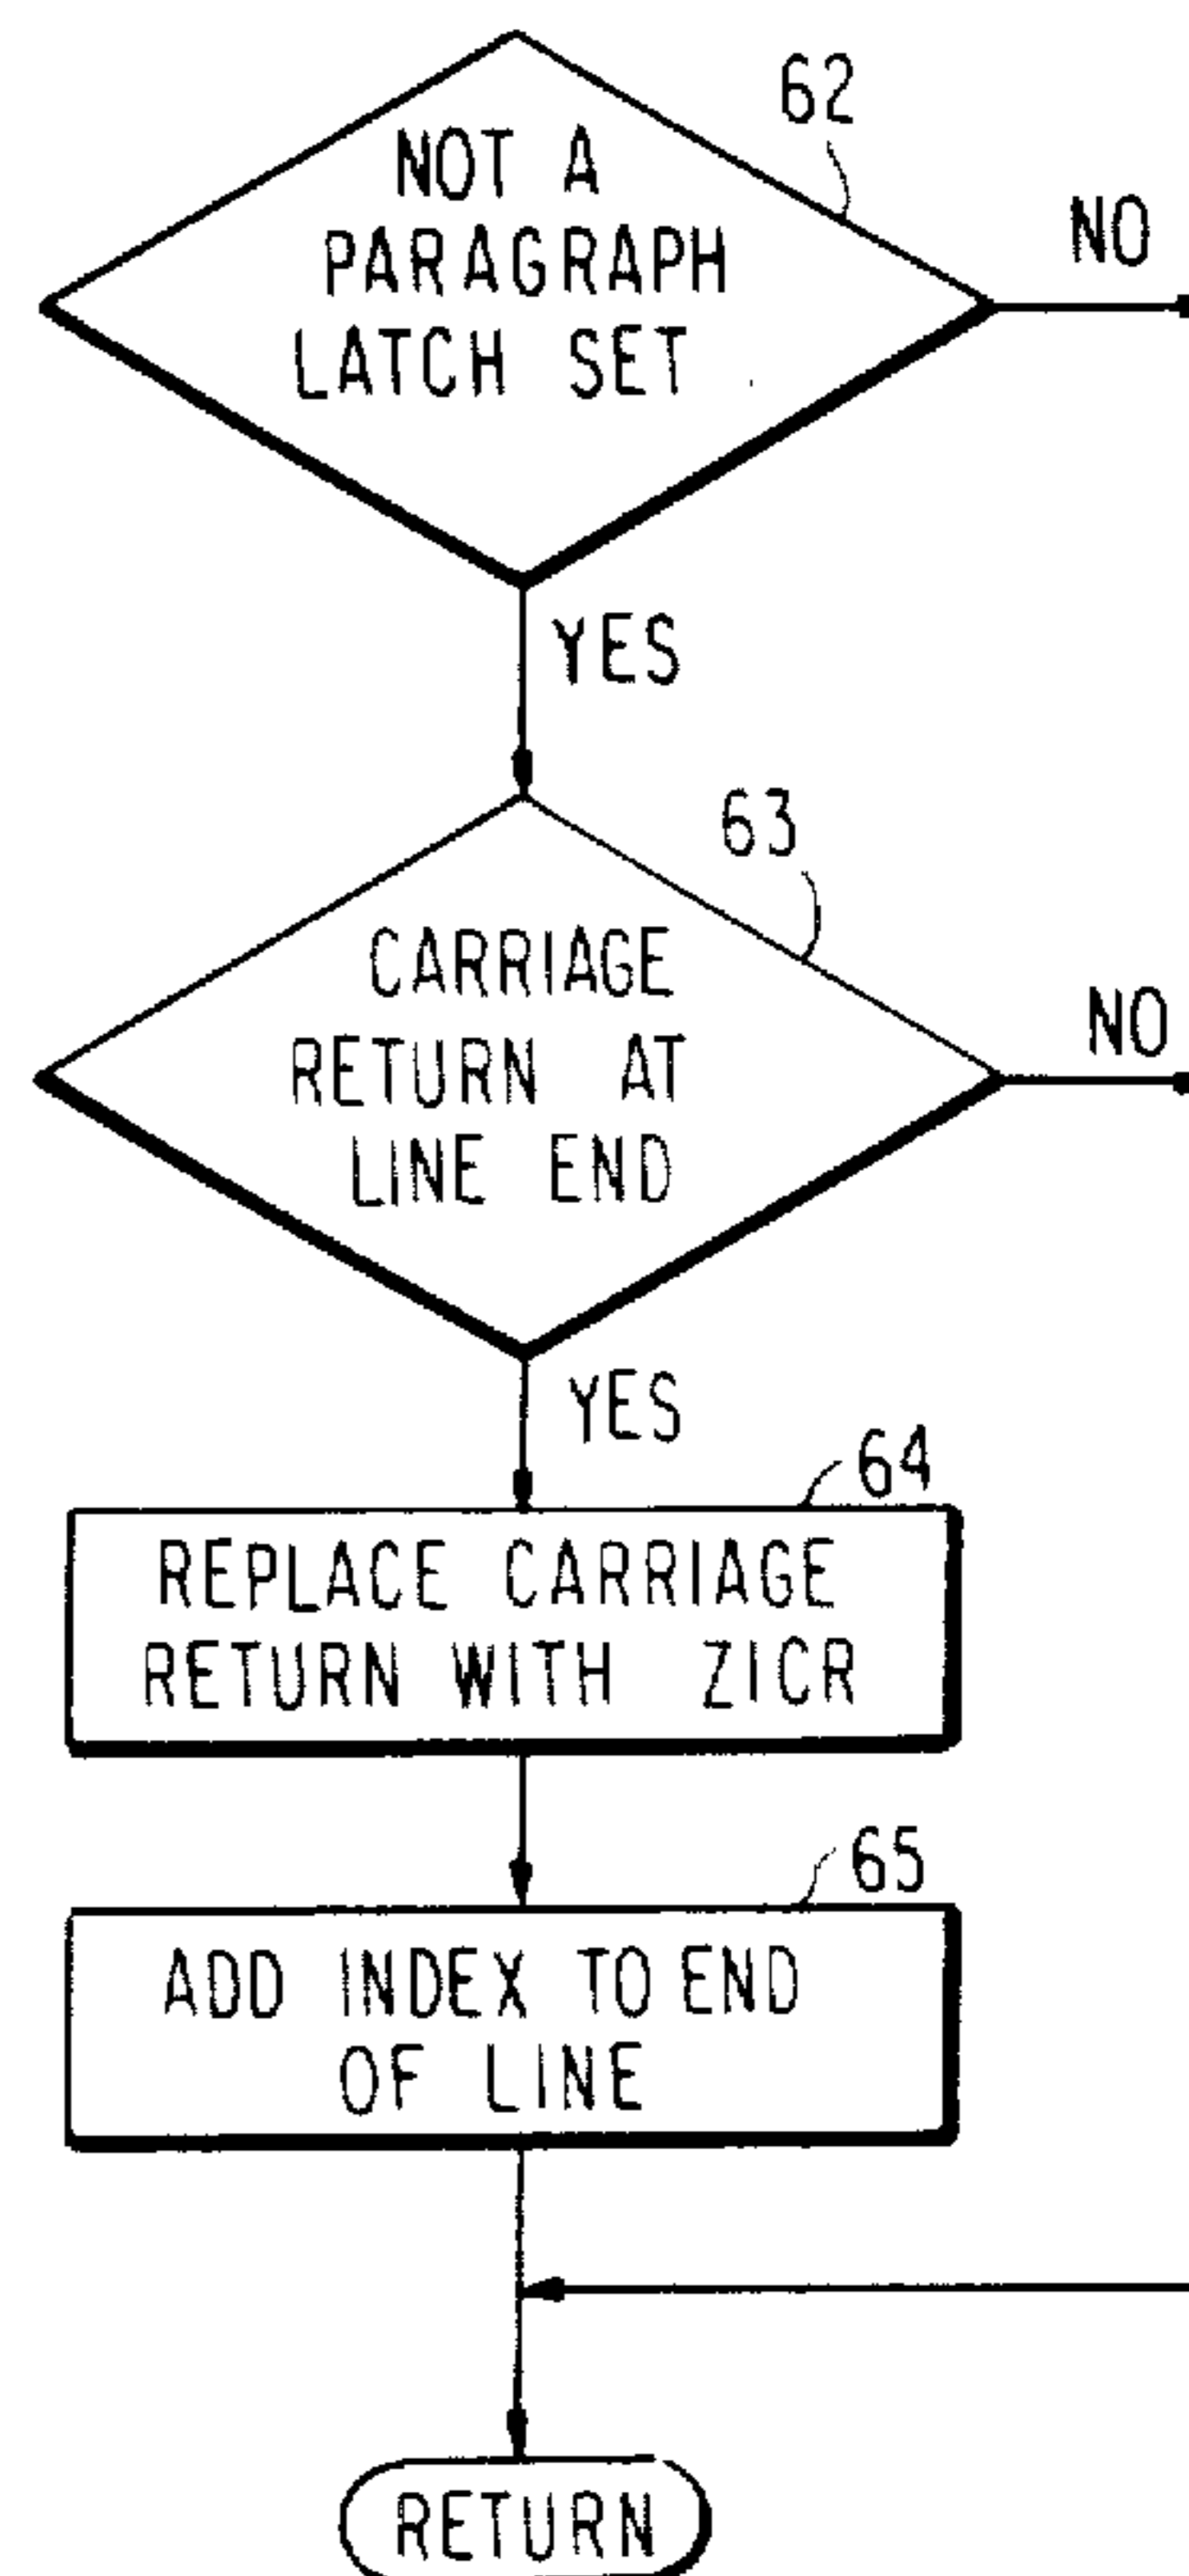 62
NOT A
PARAGRAPH
LATCH SET
NO
YES
63
CARRIAGE
RETURN AT
LINE END
NO
YES
64
REPLACE CARRIAGE
RETURN WITH ZICR
65
ADD INDEX TO END
OF LINE
RETURN